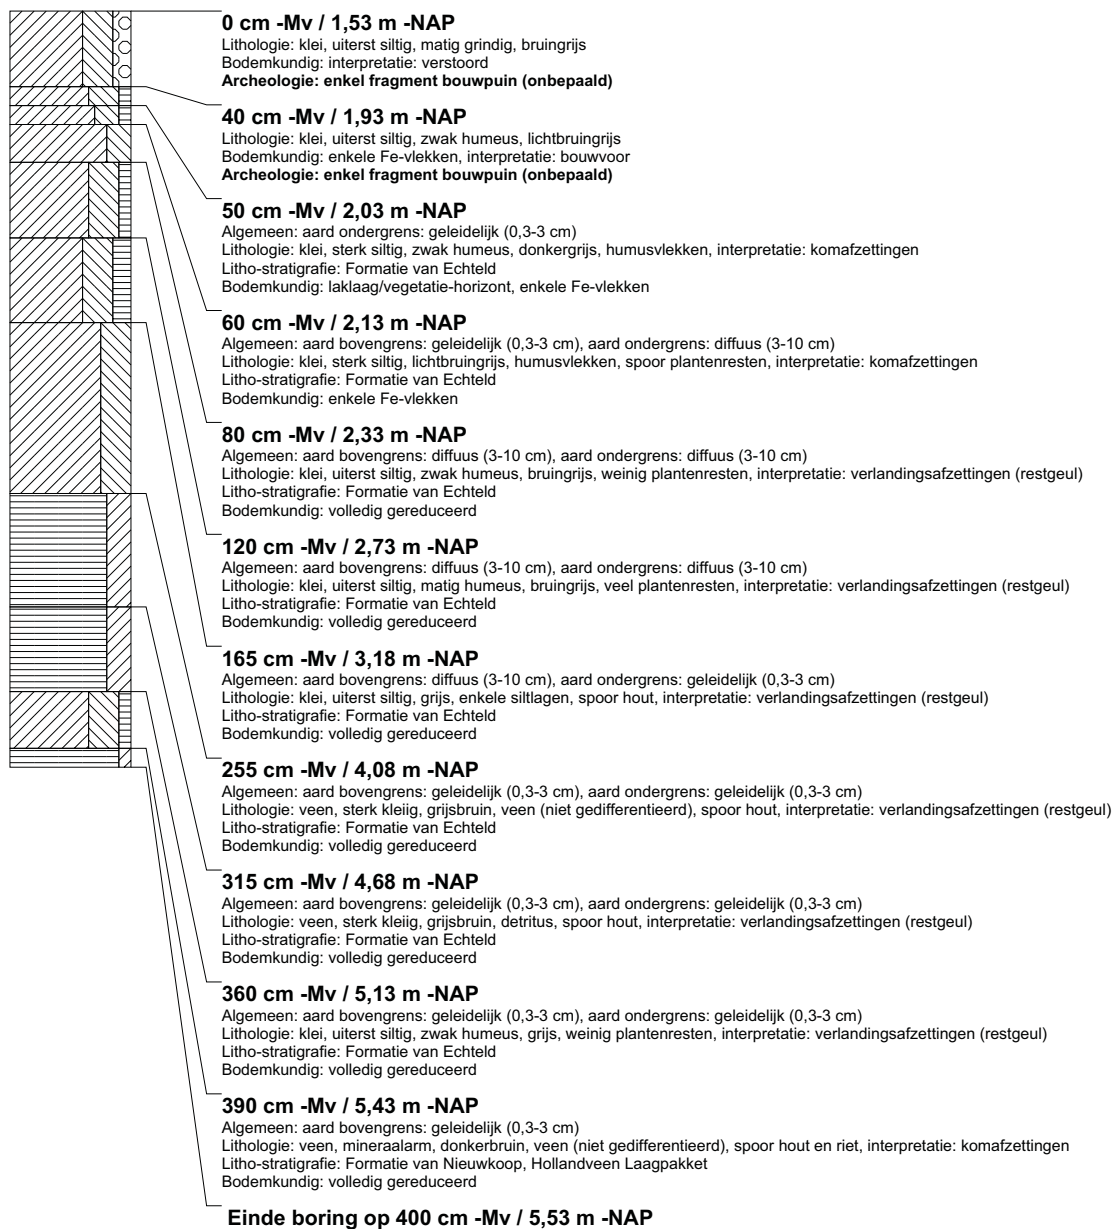 0 cm -Mv / 1,53 m -NAP
Lithologie: klei, uiterst siltig, matig grindig, bruingrijs
Bodemkundig: interpretatie: verstoord
Archeologie: enkel fragment bouwpuin (onbepaald)
40 cm -Mv / 1,93 m -NAP
Lithologie: klei, uiterst siltig, zwak humeus, lichtbruingrijs
Bodemkundig: enkele Fe-vlekken, interpretatie: bouwvoor
Archeologie: enkel fragment bouwpuin (onbepaald)
50 cm -Mv / 2,03 m -NAP
Algemeen: aard ondergrens: geleidelijk (0,3-3 cm)
Lithologie: klei, sterk siltig, zwak humeus, donkergrijs, humusvlekken, interpretatie: komafzettingen
Litho-stratigrafie: Formatie van Echteld
Bodemkundig: laklaag/vegetatie-horizont, enkele Fe-vlekken
60 cm -Mv / 2,13 m -NAP
Algemeen: aard bovengrens: geleidelijk (0,3-3 cm), aard ondergrens: diffuus (3-10 cm)
Lithologie: klei, sterk siltig, lichtbruingrijs, humusvlekken, spoor plantenresten, interpretatie: komafzettingen
Litho-stratigrafie: Formatie van Echteld
Bodemkundig: enkele Fe-vlekken
80 cm -Mv / 2,33 m -NAP
Algemeen: aard bovengrens: diffuus (3-10 cm), aard ondergrens: diffuus (3-10 cm)
Lithologie: klei, uiterst siltig, zwak humeus, bruingrijs, weinig plantenresten, interpretatie: verlandingsafzettingen (restgeul)
Litho-stratigrafie: Formatie van Echteld
Bodemkundig: volledig gereduceerd
120 cm -Mv / 2,73 m -NAP
Algemeen: aard bovengrens: diffuus (3-10 cm), aard ondergrens: diffuus (3-10 cm)
Lithologie: klei, uiterst siltig, matig humeus, bruingrijs, veel plantenresten, interpretatie: verlandingsafzettingen (restgeul)
Litho-stratigrafie: Formatie van Echteld
Bodemkundig: volledig gereduceerd
165 cm -Mv / 3,18 m -NAP
Algemeen: aard bovengrens: diffuus (3-10 cm), aard ondergrens: geleidelijk (0,3-3 cm)
Lithologie: klei, uiterst siltig, grijs, enkele siltlagen, spoor hout, interpretatie: verlandingsafzettingen (restgeul)
Litho-stratigrafie: Formatie van Echteld
Bodemkundig: volledig gereduceerd
255 cm -Mv / 4,08 m -NAP
Algemeen: aard bovengrens: geleidelijk (0,3-3 cm), aard ondergrens: geleidelijk (0,3-3 cm)
Lithologie: veen, sterk kleiig, grijsbruin, veen (niet gedifferentieerd), spoor hout, interpretatie: verlandingsafzettingen (restgeul)
Litho-stratigrafie: Formatie van Echteld
Bodemkundig: volledig gereduceerd
315 cm -Mv / 4,68 m -NAP
Algemeen: aard bovengrens: geleidelijk (0,3-3 cm), aard ondergrens: geleidelijk (0,3-3 cm)
Lithologie: veen, sterk kleiig, grijsbruin, detritus, spoor hout, interpretatie: verlandingsafzettingen (restgeul)
Litho-stratigrafie: Formatie van Echteld
Bodemkundig: volledig gereduceerd
360 cm -Mv / 5,13 m -NAP
Algemeen: aard bovengrens: geleidelijk (0,3-3 cm), aard ondergrens: geleidelijk (0,3-3 cm)
Lithologie: klei, uiterst siltig, zwak humeus, grijs, weinig plantenresten, interpretatie: verlandingsafzettingen (restgeul)
Litho-stratigrafie: Formatie van Echteld
Bodemkundig: volledig gereduceerd
390 cm -Mv / 5,43 m -NAP
Algemeen: aard bovengrens: geleidelijk (0,3-3 cm)
Lithologie: veen, mineraalarm, donkerbruin, veen (niet gedifferentieerd), spoor hout en riet, interpretatie: komafzettingen
Litho-stratigrafie: Formatie van Nieuwkoop, Hollandveen Laagpakket
Bodemkundig: volledig gereduceerd
Einde boring op 400 cm -Mv / 5,53 m -NAP